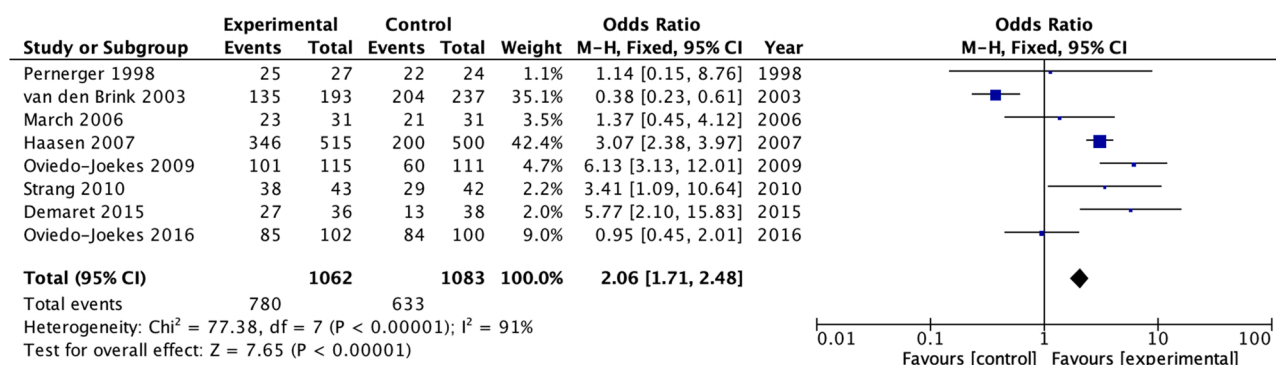 Experimental Control Odds Ratio Odds Ratio
Study or Subgroup Events Total Events Total Weight M-H, Fixed, 95% CI Year M-H, Fixed, 95% CI
Pernerger 1998 25 27 22 24 1.1% 1.14 [0.15, 8.76] 1998
van den Brink 2003 135 193 204 237 35.1% 0.38 [0.23, 0.61] 2003
March 2006 23 31 21 31 3.5% 1.37 [0.45, 4.12] 2006
Haasen 2007 346 515 200 500 42.4% 3.07 [2.38, 3.97] 2007
Oviedo-Joekes 2009 101 115 60 111 4.7% 6.13 [3.13, 12.01] 2009
Strang 2010 38 43 29 42 2.2% 3.41 [1.09, 10.64] 2010
Demaret 2015 27 36 13 38 2.0% 5.77 [2.10, 15.83] 2015
Oviedo-Joekes 2016 85 102 84 100 9.0% 0.95 [0.45, 2.01] 2016
Total (95% CI) 1062 1083 100.0% 2.06 [1.71, 2.48]
Total events 780 633
Heterogeneity: Chi² = 77.38, df = 7 (P < 0.00001); I² = 91%
Test for overall effect: Z = 7.65 (P < 0.00001)
0.01 0.1 1 10 100
Favours [control] Favours [experimental]